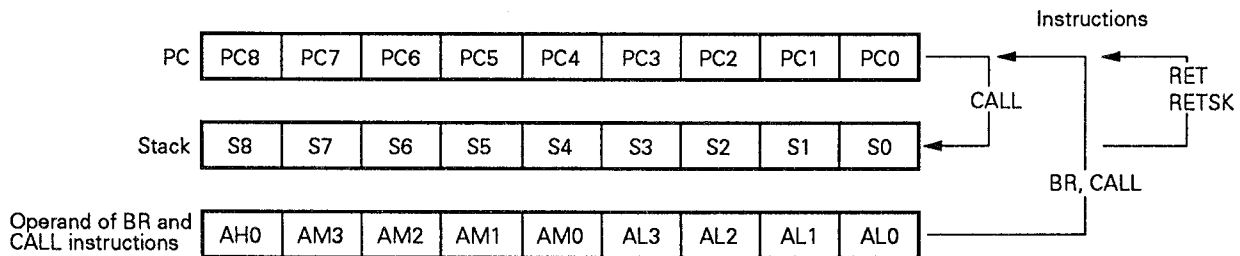 Instructions
PC PC8 PC7 PC6 PC5 PC4 PC3 PC2 PC1 PC0
RET
RETSK
CALL
Stack S8 S7 S6 S5 S4 S3 S2 S1 S0
BR, CALL
Operand of BR and
CALL instructions
AH0 AM3 AM2 AM1 AM0 AL3 AL2 AL1 AL0